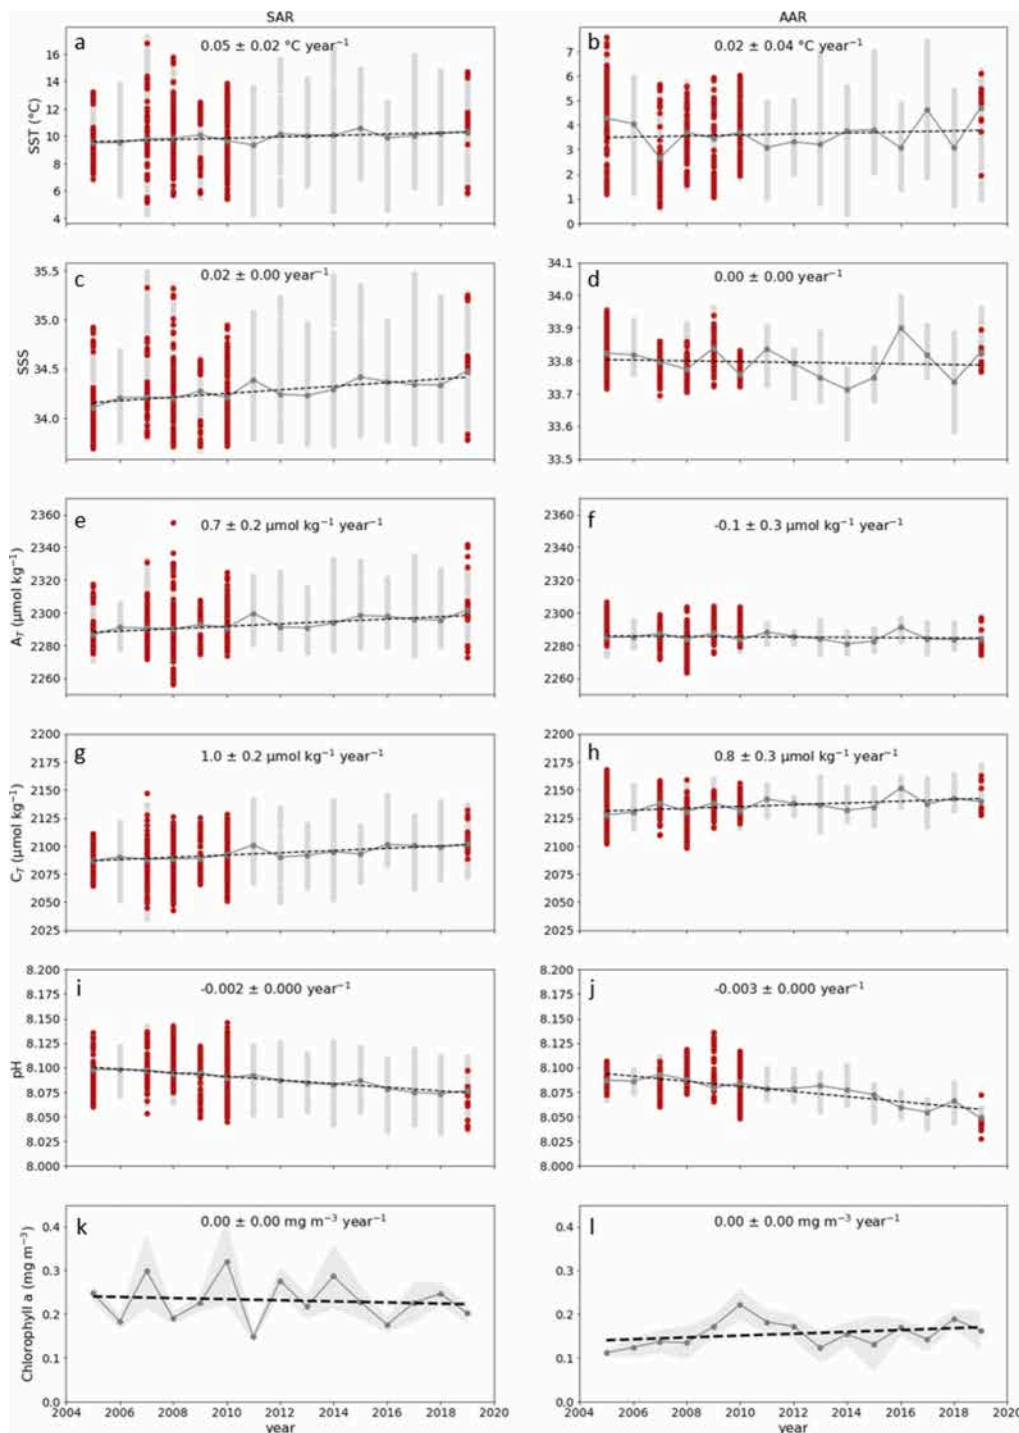 SAR
AAR
a
0.05 ± 0.02 °C year⁻¹
SST (°C)
16
14
12
10
8
6
4
b
0.02 ± 0.04 °C year⁻¹
7
6
5
4
3
2
1
0
c
0.02 ± 0.00 year⁻¹
SSS
35.5
35.0
34.5
34.0
d
0.00 ± 0.00 year⁻¹
34.1
34.0
33.9
33.8
33.7
33.6
33.5
e
0.7 ± 0.2 μmol kg⁻¹ year⁻¹
A_T (μmol kg⁻¹)
2360
2340
2320
2300
2280
2260
f
-0.1 ± 0.3 μmol kg⁻¹ year⁻¹
2360
2340
2320
2300
2280
2260
g
1.0 ± 0.2 μmol kg⁻¹ year⁻¹
C_T (μmol kg⁻¹)
2200
2175
2150
2125
2100
2075
2050
2025
h
0.8 ± 0.3 μmol kg⁻¹ year⁻¹
2200
2175
2150
2125
2100
2075
2050
2025
i
-0.002 ± 0.000 year⁻¹
pH
8.200
8.175
8.150
8.125
8.100
8.075
8.050
8.025
8.000
j
-0.003 ± 0.000 year⁻¹
8.200
8.175
8.150
8.125
8.100
8.075
8.050
8.025
8.000
k
0.00 ± 0.00 mg m⁻³ year⁻¹
Chlorophyll a (mg m⁻³)
0.4
0.3
0.2
0.1
0.0
2004 2006 2008 2010 2012 2014 2016 2018 2020
year
l
0.00 ± 0.00 mg m⁻³ year⁻¹
0.4
0.3
0.2
0.1
0.0
2004 2006 2008 2010 2012 2014 2016 2018 2020
year